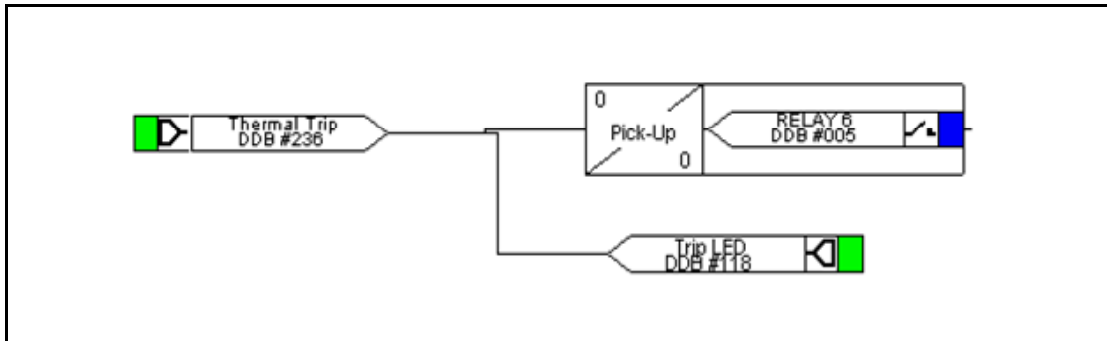 Thermal Trip
DDB #236
0
Pick-Up
0
RELAY 6
DDB #005
Trip LED
DDB #118